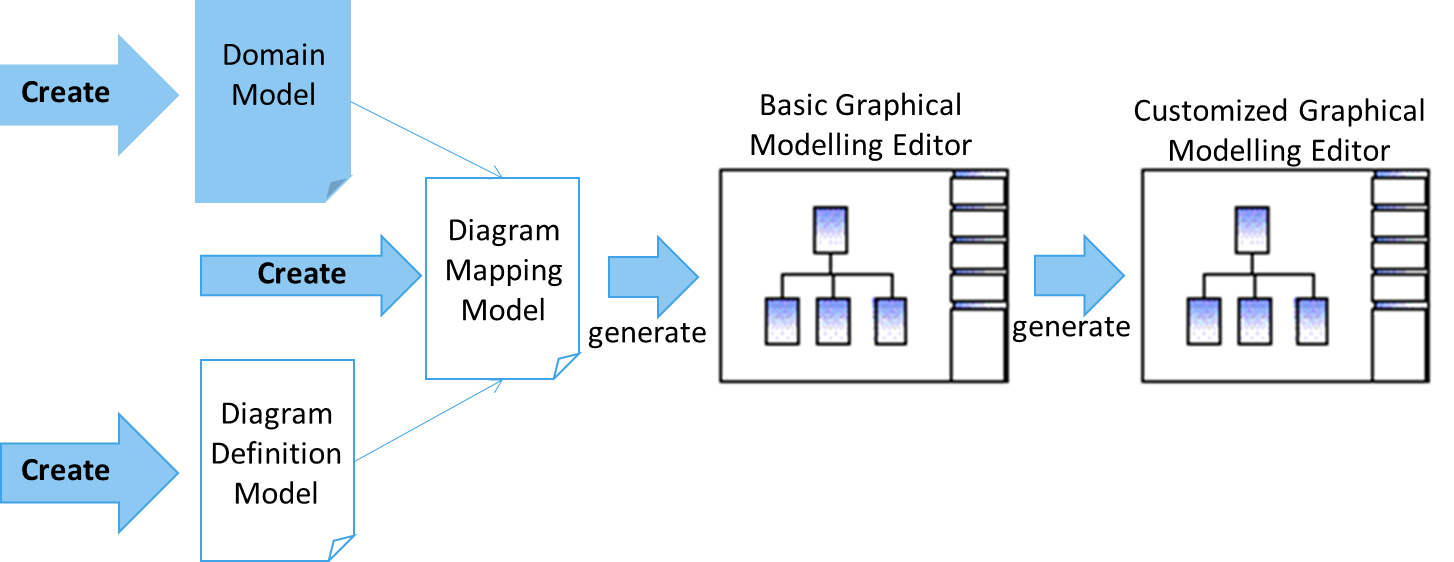 Create
Domain
Model
Create
Diagram
Mapping
Model
Create
Diagram
Definition
Model
generate
Basic Graphical
Modelling Editor
generate
Customized Graphical
Modelling Editor